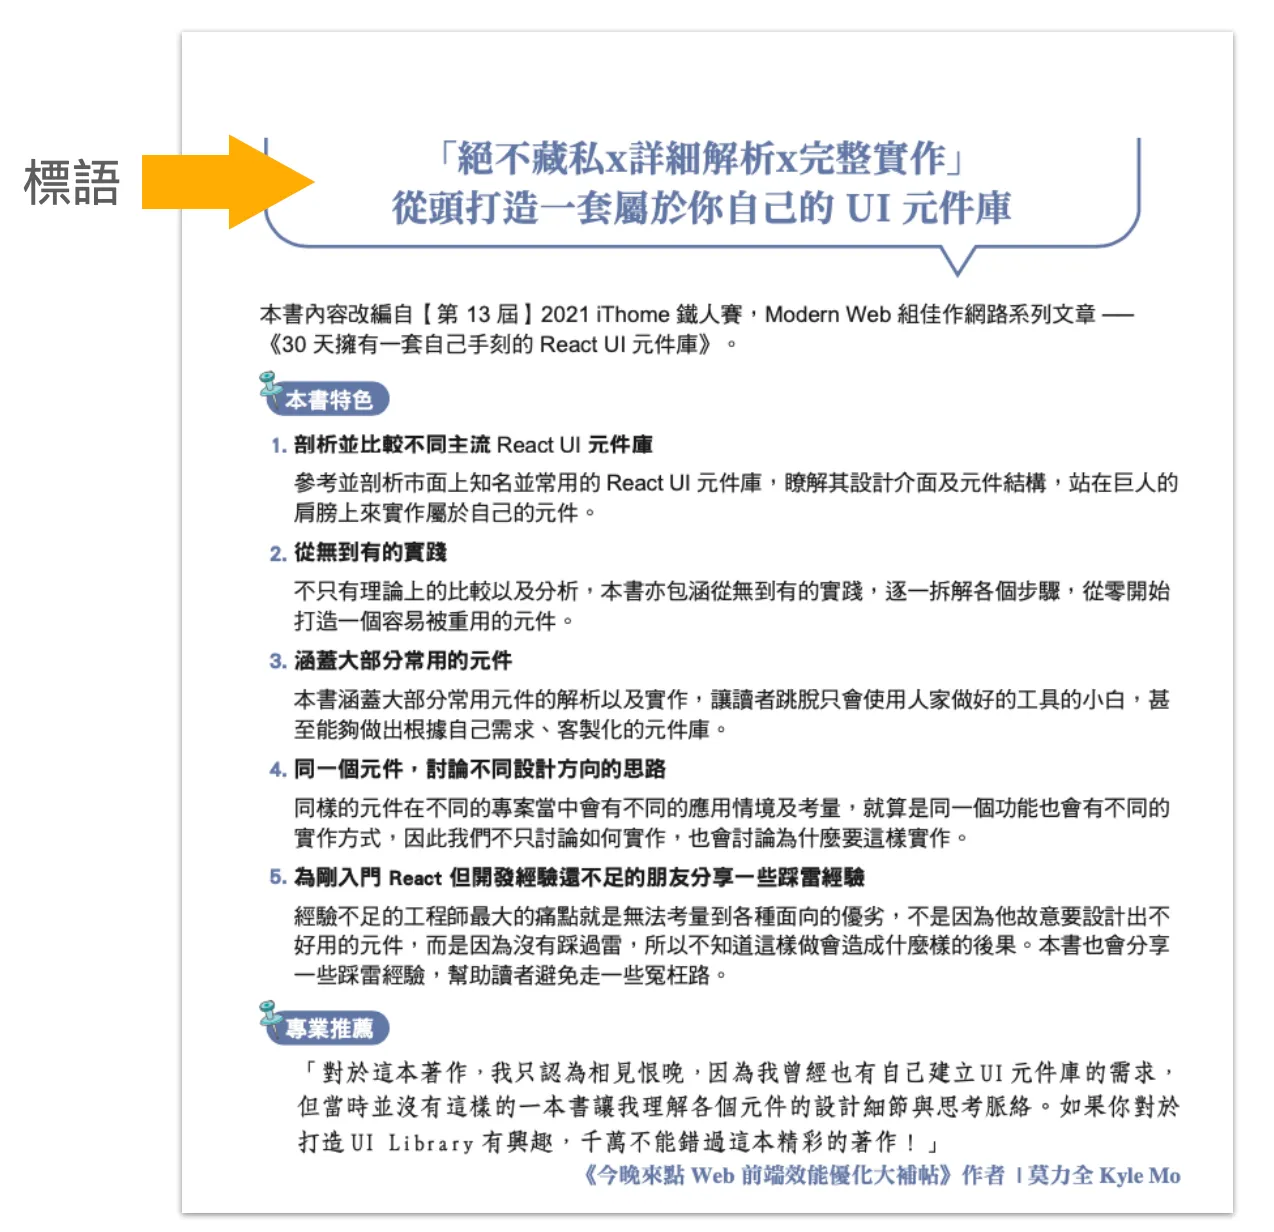 標語
「絕不藏私x詳細解析x完整實作」
從頭打造一套屬於你自己的 UI 元件庫
本書內容改編自【第 13 屆】2021 iThome 鐵人賽，Modern Web 組佳作網路系列文章 ——
《30 天擁有一套自己手刻的 React UI 元件庫》。
本書特色
1. 剖析並比較不同主流 React UI 元件庫
參考並剖析市面上知名並常用的 React UI 元件庫，瞭解其設計介面及元件結構，站在巨人的
肩膀上來實作屬於自己的元件。
2. 從無到有的實踐
不只有理論上的比較以及分析，本書亦包涵從無到有的實踐，逐一拆解各個步驟，從零開始
打造一個容易被重用的元件。
3. 涵蓋大部分常用的元件
本書涵蓋大部分常用元件的解析以及實作，讓讀者跳脫只會使用人家做好的工具的小白，甚
至能夠做出根據自己需求、客製化的元件庫。
4. 同一個元件，討論不同設計方向的思路
同樣的元件在不同的專案當中會有不同的應用情境及考量，就算是同一個功能也會有不同的
實作方式，因此我們不只討論如何實作，也會討論為什麼要這樣實作。
5. 為剛入門 React 但開發經驗還不足的朋友分享一些踩雷經驗
經驗不足的工程師最大的痛點就是無法考量到各種面向的優劣，不是因為他故意要設計出不
好用的元件，而是因為沒有踩過雷，所以不知道這樣做會造成什麼樣的後果。本書也會分享
一些踩雷經驗，幫助讀者避免走一些冤枉路。
專業推薦
「對於這本著作，我只認為相見恨晚，因為我曾經也有自己建立UI 元件庫的需求，
但當時並沒有這樣的一本書讓我理解各個元件的設計細節與思考脈絡。如果你對於
打造UI Library 有興趣，千萬不能錯過這本精彩的著作！」
《今晚來點 Web 前端效能優化大補帖》作者 | 莫力全 Kyle Mo